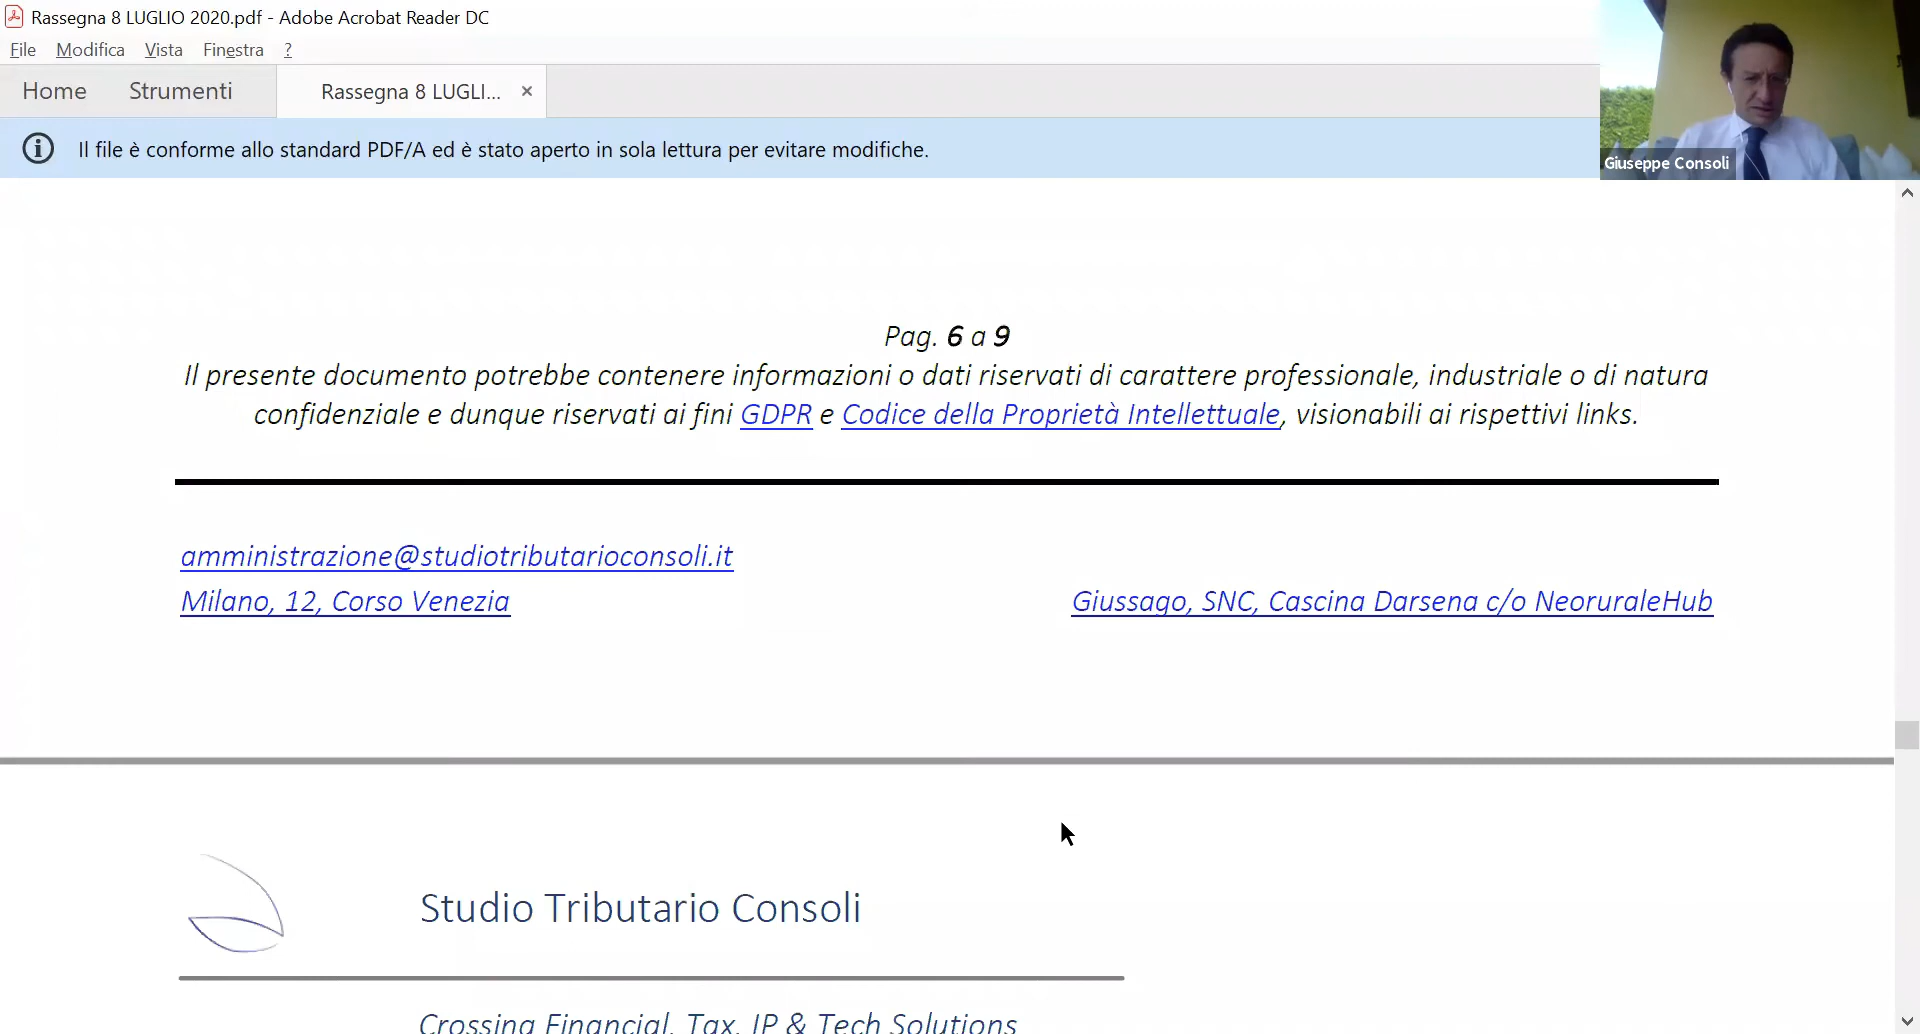 Rassegna 8 LUGLIO 2020.pdf - Adobe Acrobat Reader DC
File Modifica Vista Finestra ?
Home Strumenti Rassegna 8 LUGLI... ×
Il file è conforme allo standard PDF/A ed è stato aperto in sola lettura per evitare modifiche.
Giuseppe Consoli
Pag. 6 a 9
Il presente documento potrebbe contenere informazioni o dati riservati di carattere professionale, industriale o di natura
confidenziale e dunque riservati ai fini GDPR e Codice della Proprietà Intellettuale, visionabili ai rispettivi links.
amministrazione@studiotributarioconsoli.it
Milano, 12, Corso Venezia
Giussago, SNC, Cascina Darsena c/o NeoruraleHub
Studio Tributario Consoli
Crossing Financial, Tax, IP & Tech Solutions